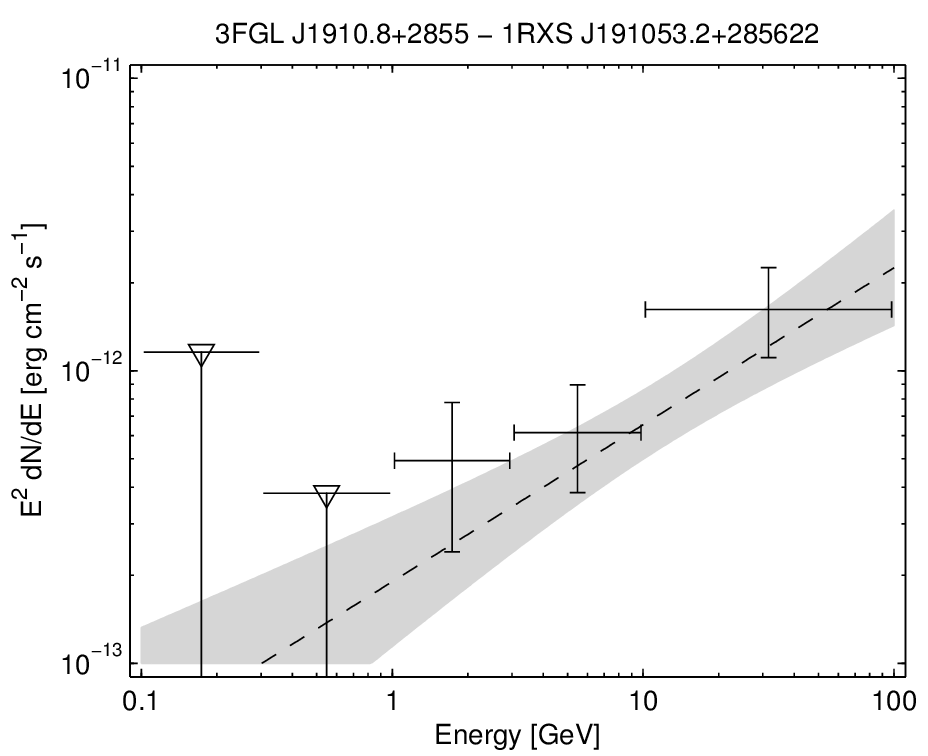 3FGL J1910.8+2855 − 1RXS J191053.2+285622
10⁻¹¹
10⁻¹²
10⁻¹³
E² dN/dE [erg cm⁻² s⁻¹]
0.1 1 10 100
Energy [GeV]